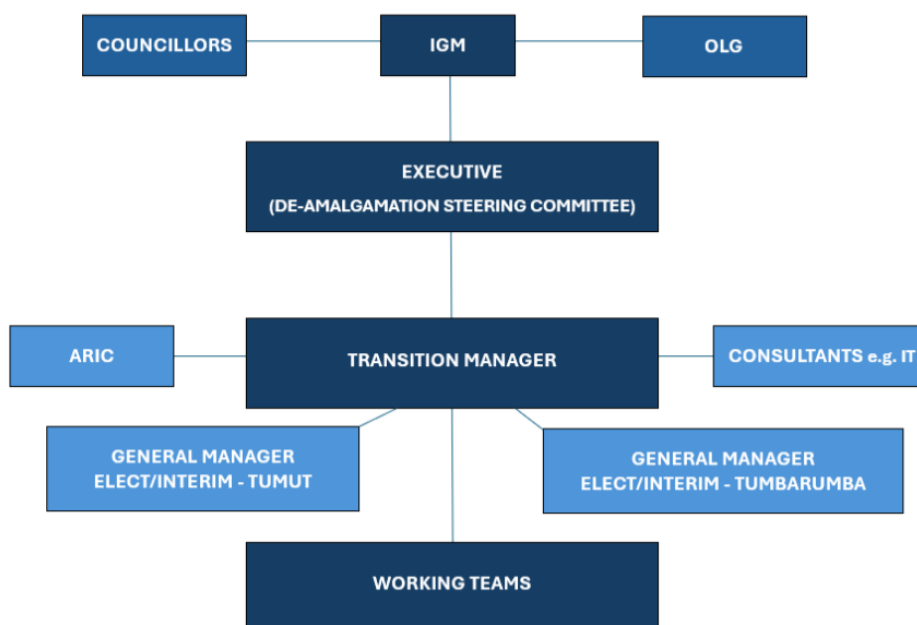 COUNCILLORS
IGM
OLG
EXECUTIVE
(DE-AMALGAMATION STEERING COMMITTEE)
ARIC
TRANSITION MANAGER
CONSULTANTS e.g. IT
GENERAL MANAGER
ELECT/INTERIM - TUMUT
GENERAL MANAGER
ELECT/INTERIM - TUMBARUMBA
WORKING TEAMS